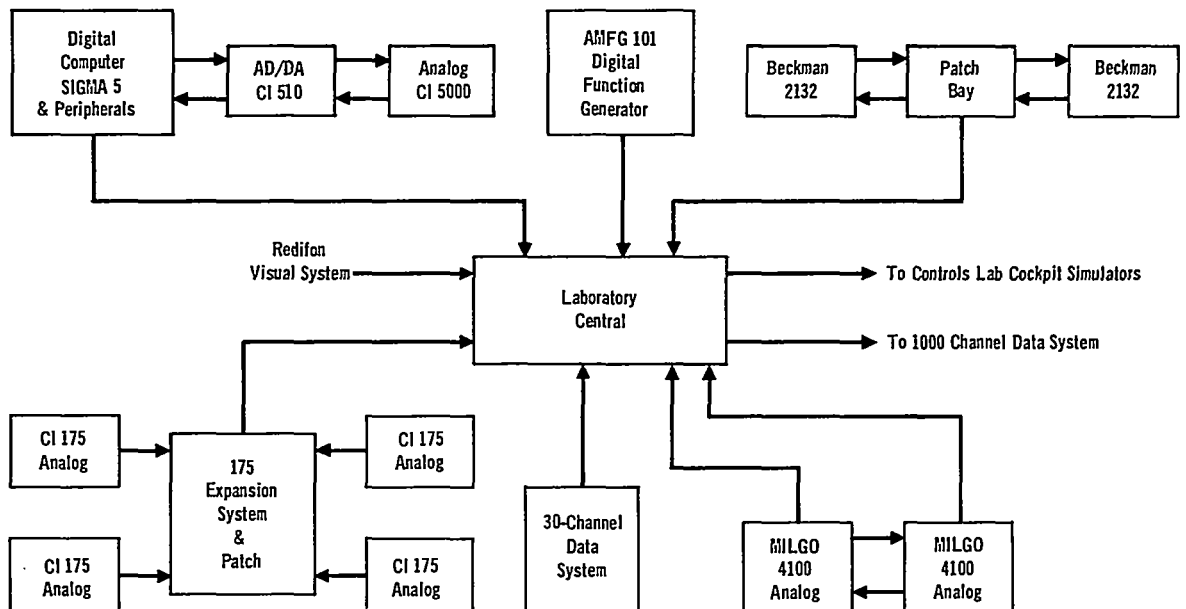 Digital
Computer
SIGMA 5
& Peripherals
AD/DA
CI 510
Analog
CI 5000
AMFG 101
Digital
Function
Generator
Beckman
2132
Patch
Bay
Beckman
2132
Redifon
Visual System
Laboratory
Central
To Controls Lab Cockpit Simulators
To 1000 Channel Data System
CI 175
Analog
175
Expansion
System
&
Patch
CI 175
Analog
CI 175
Analog
CI 175
Analog
30-Channel
Data
System
MILGO
4100
Analog
MILGO
4100
Analog